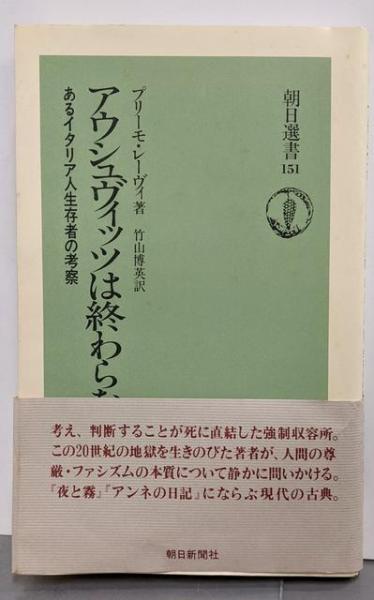 朝日選書
151
プリーモ・レーヴィ著 竹山博英訳
アウシュヴィッツは終わらな
あるイタリア人生存者の考察
考え、判断することが死に直結した強制収容所。
この20世紀の地獄を生きのびた著者が、人間の尊
厳・ファシズムの本質について静かに問いかける。
『夜と霧』『アンネの日記』にならぶ現代の古典。
朝日新聞社